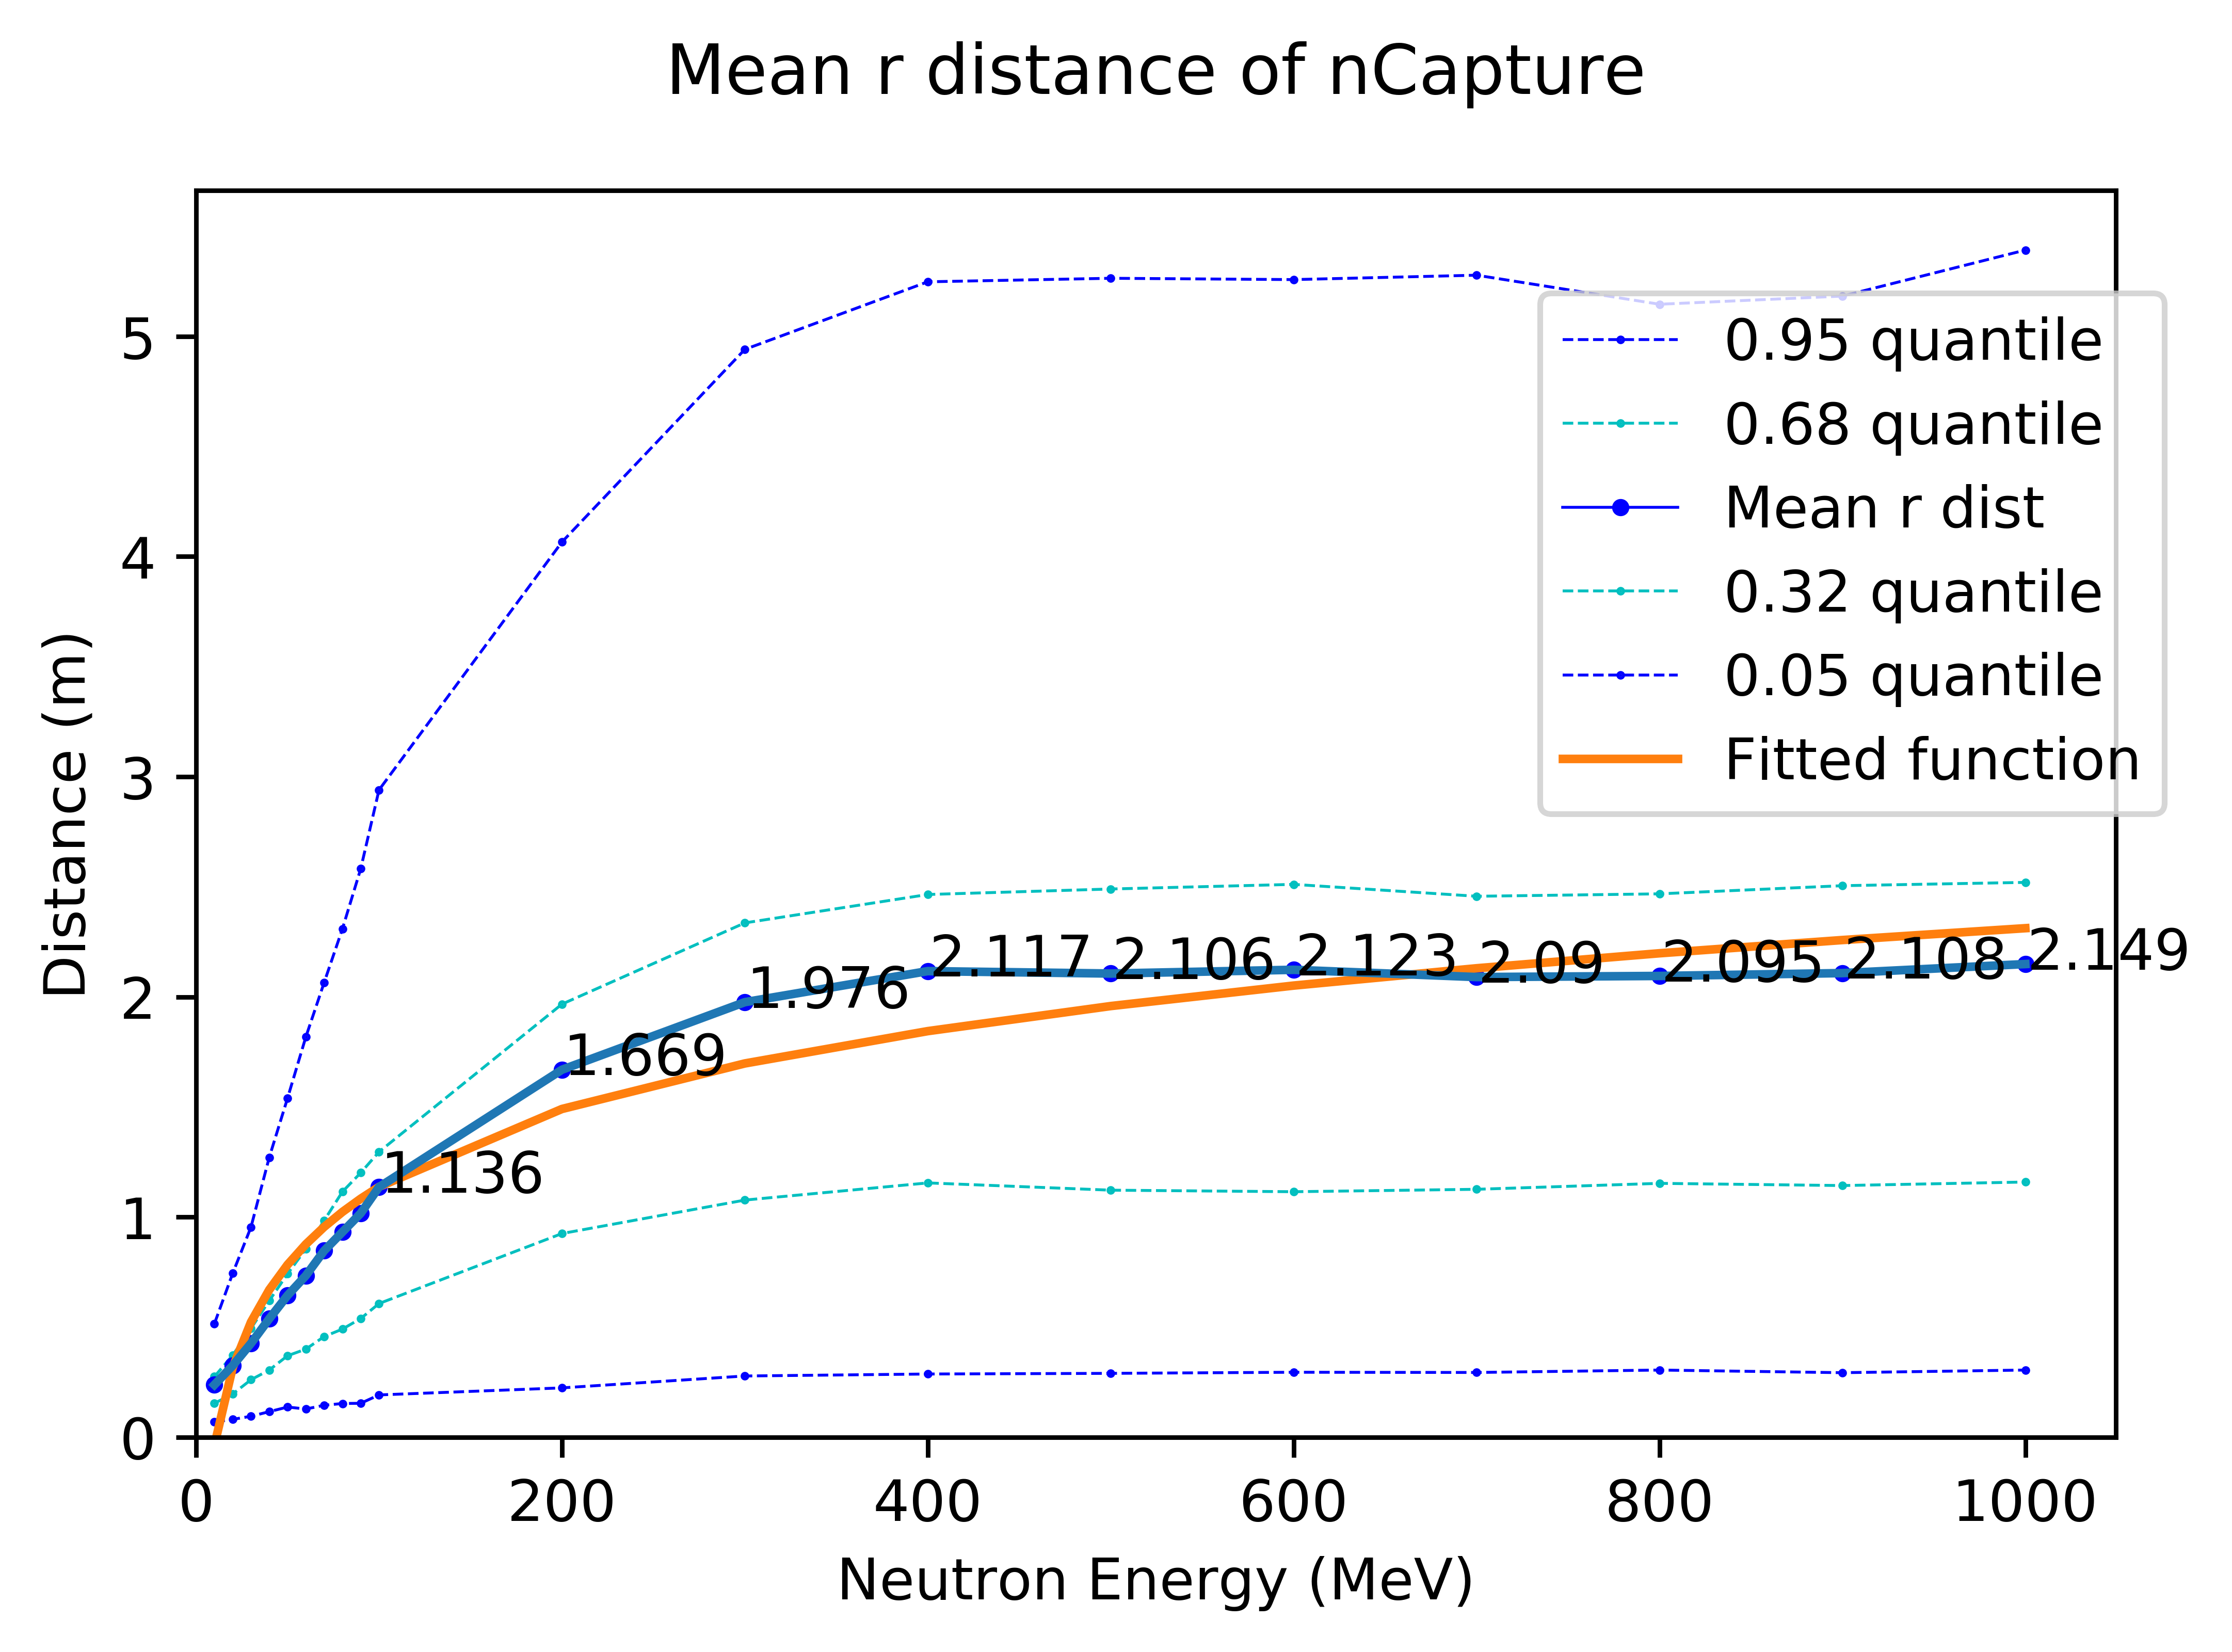 Mean r distance of nCapture
5
4
3
2
1
0
Distance (m)
0.95 quantile
0.68 quantile
Mean r dist
0.32 quantile
0.05 quantile
Fitted function
1.136
1.669
1.976
2.117
2.106
2.123
2.09
2.095
2.108
2.149
0 200 400 600 800 1000
Neutron Energy (MeV)